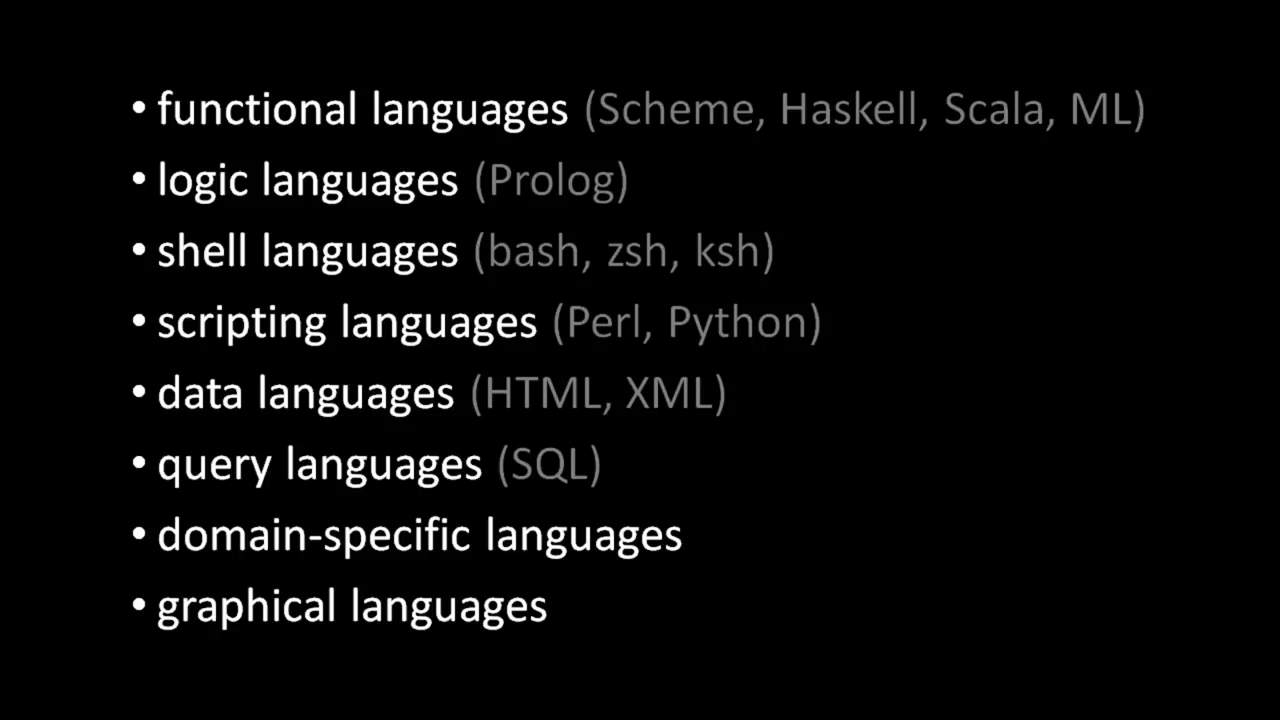 • functional languages (Scheme, Haskell, Scala, ML)
• logic languages (Prolog)
• shell languages (bash, zsh, ksh)
• scripting languages (Perl, Python)
• data languages (HTML, XML)
• query languages (SQL)
• domain-specific languages
• graphical languages